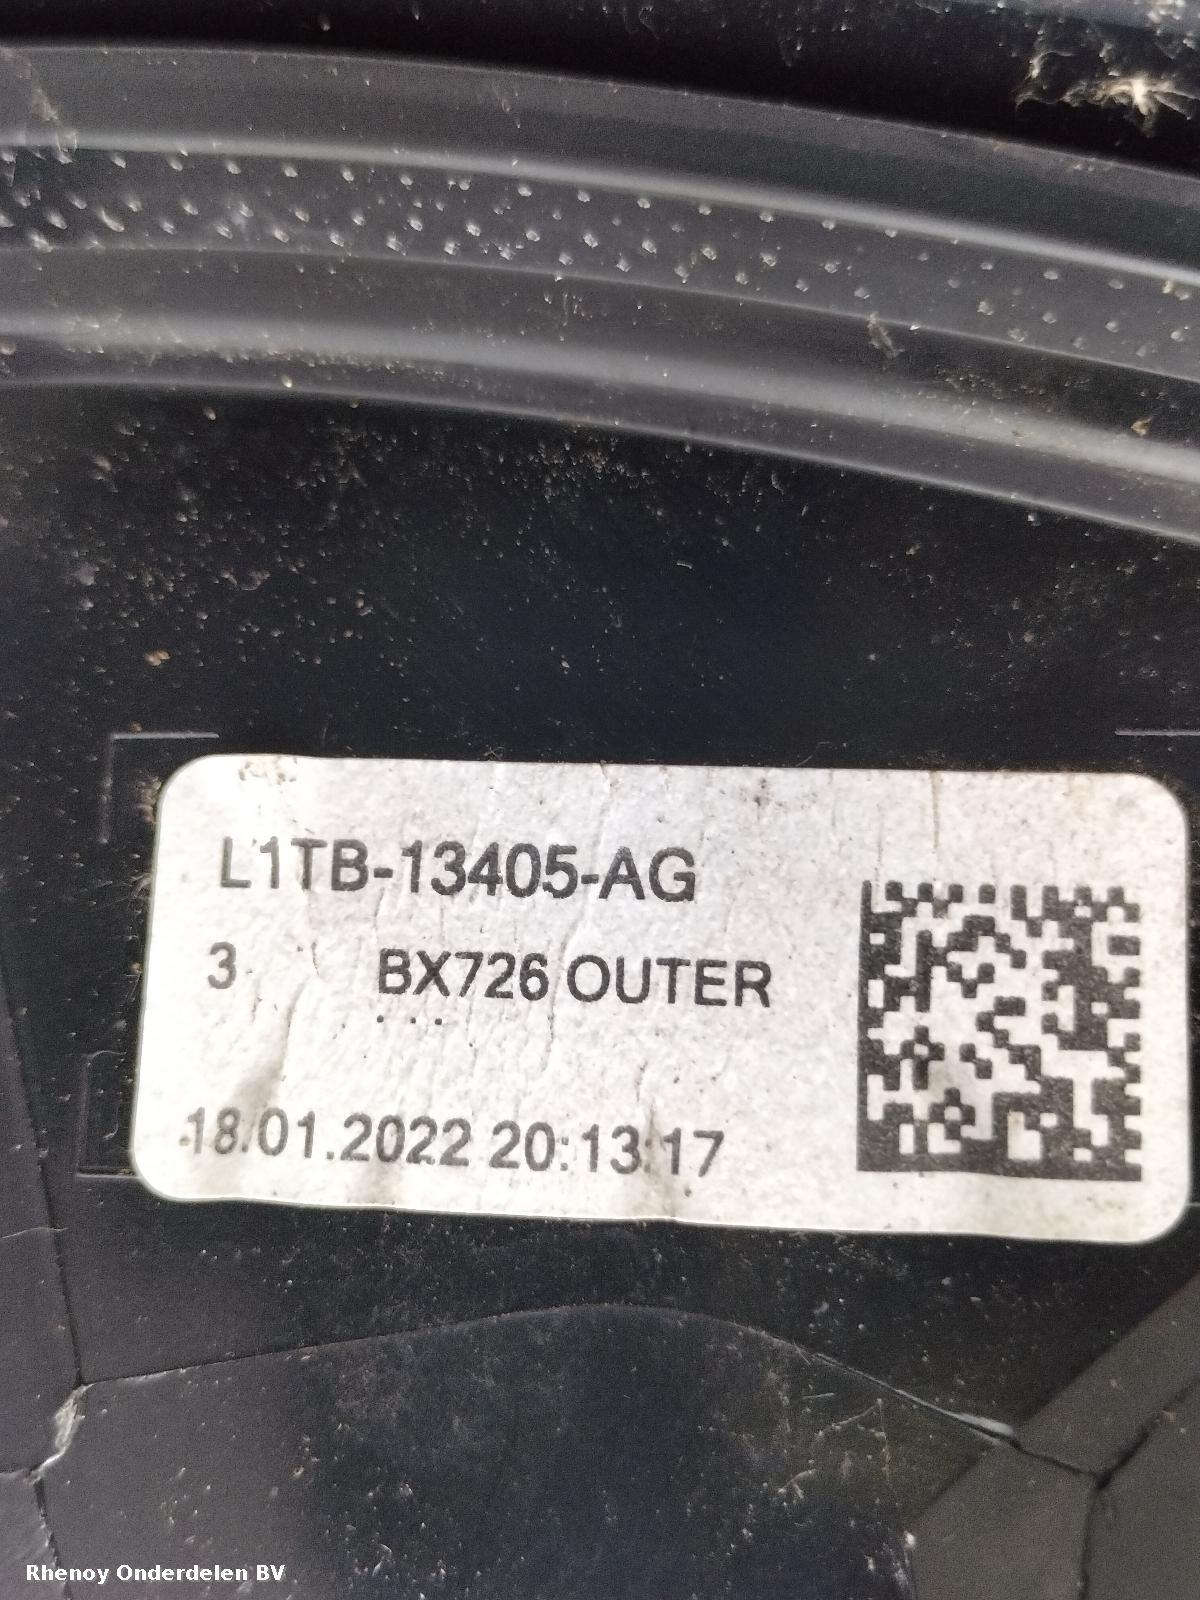 L1TB-13405-AG
3 BX726 OUTER
18.01.2022 20:13:17
Rhenoy Onderdelen BV